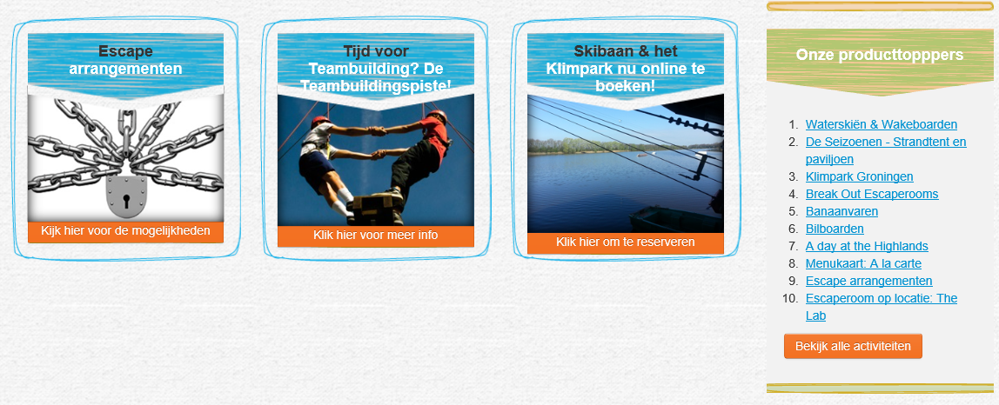 Escape
arrangementen
Kijk hier voor de mogelijkheden
Tijd voor
Teambuilding? De
Teambuildingspiste!
Klik hier voor meer info
Skibaan & het
Klimpark nu online te
boeken!
Klik hier om te reserveren
Onze producttopppers
1. Waterskiën & Wakeboarden
2. De Seizoenen - Strandtent en
paviljoen
3. Klimpark Groningen
4. Break Out Escaperooms
5. Banaanvaren
6. Bilboarden
7. A day at the Highlands
8. Menukaart: A la carte
9. Escape arrangementen
10. Escaperoom op locatie: The
Lab
Bekijk alle activiteiten